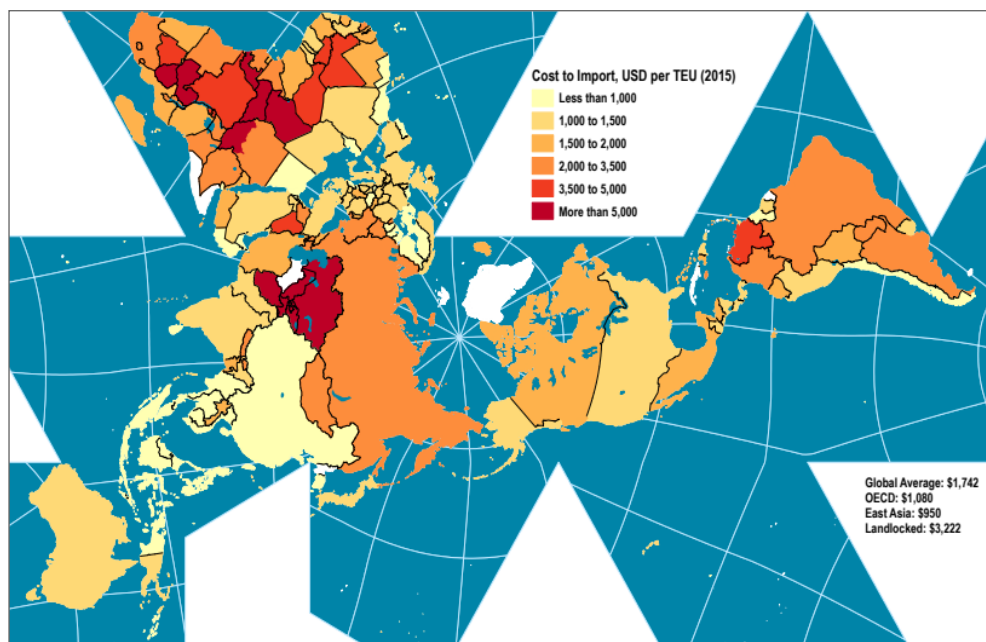 Cost to Import, USD per TEU (2015)
Less than 1,000
1,000 to 1,500
1,500 to 2,000
2,000 to 3,500
3,500 to 5,000
More than 5,000
Global Average: $1,742
OECD: $1,080
East Asia: $950
Landlocked: $3,222